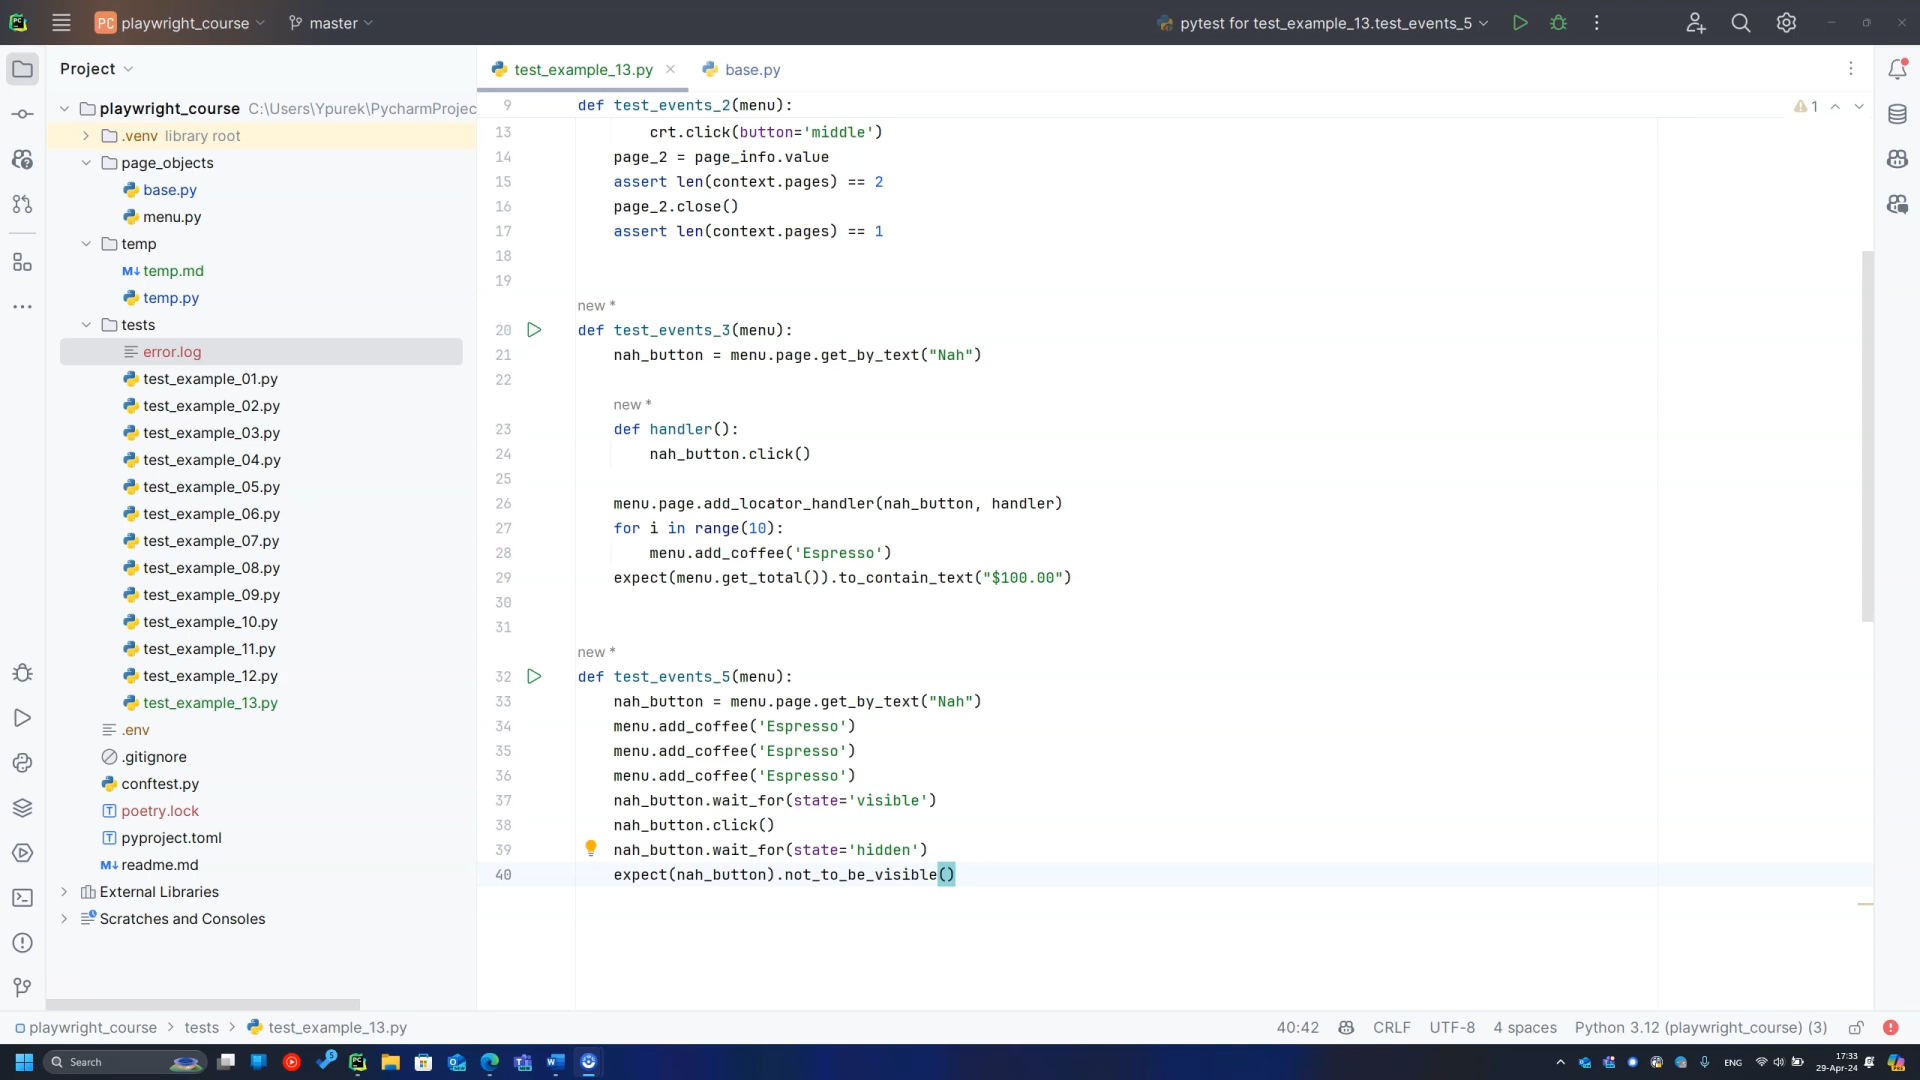 PC playwright_course
master
pytest for test_example_13.test_events_5
Project
test_example_13.py
base.py
playwright_course C:\Users\Ypurek\PycharmProjec
.venv library root
page_objects
base.py
menu.py
temp
M↓ temp.md
temp.py
tests
error.log
test_example_01.py
test_example_02.py
test_example_03.py
test_example_04.py
test_example_05.py
test_example_06.py
test_example_07.py
test_example_08.py
test_example_09.py
test_example_10.py
test_example_11.py
test_example_12.py
test_example_13.py
.env
.gitignore
conftest.py
poetry.lock
pyproject.toml
M↓ readme.md
External Libraries
Scratches and Consoles
9 def test_events_2(menu):
1
13 crt.click(button='middle')
14 page_2 = page_info.value
15 assert len(context.pages) == 2
16 page_2.close()
17 assert len(context.pages) == 1
18
19
new *
20 def test_events_3(menu):
21 nah_button = menu.page.get_by_text("Nah")
22
new *
23 def handler():
24 nah_button.click()
25
26 menu.page.add_locator_handler(nah_button, handler)
27 for i in range(10):
28 menu.add_coffee('Espresso')
29 expect(menu.get_total()).to_contain_text("$100.00")
30
31
new *
32 def test_events_5(menu):
33 nah_button = menu.page.get_by_text("Nah")
34 menu.add_coffee('Espresso')
35 menu.add_coffee('Espresso')
36 menu.add_coffee('Espresso')
37 nah_button.wait_for(state='visible')
38 nah_button.click()
39 nah_button.wait_for(state='hidden')
40 expect(nah_button).not_to_be_visible()
playwright_course > tests > test_example_13.py
40:42 CRLF UTF-8 4 spaces Python 3.12 (playwright_course) (3)
Search
ENG
17:33
29-Apr-24